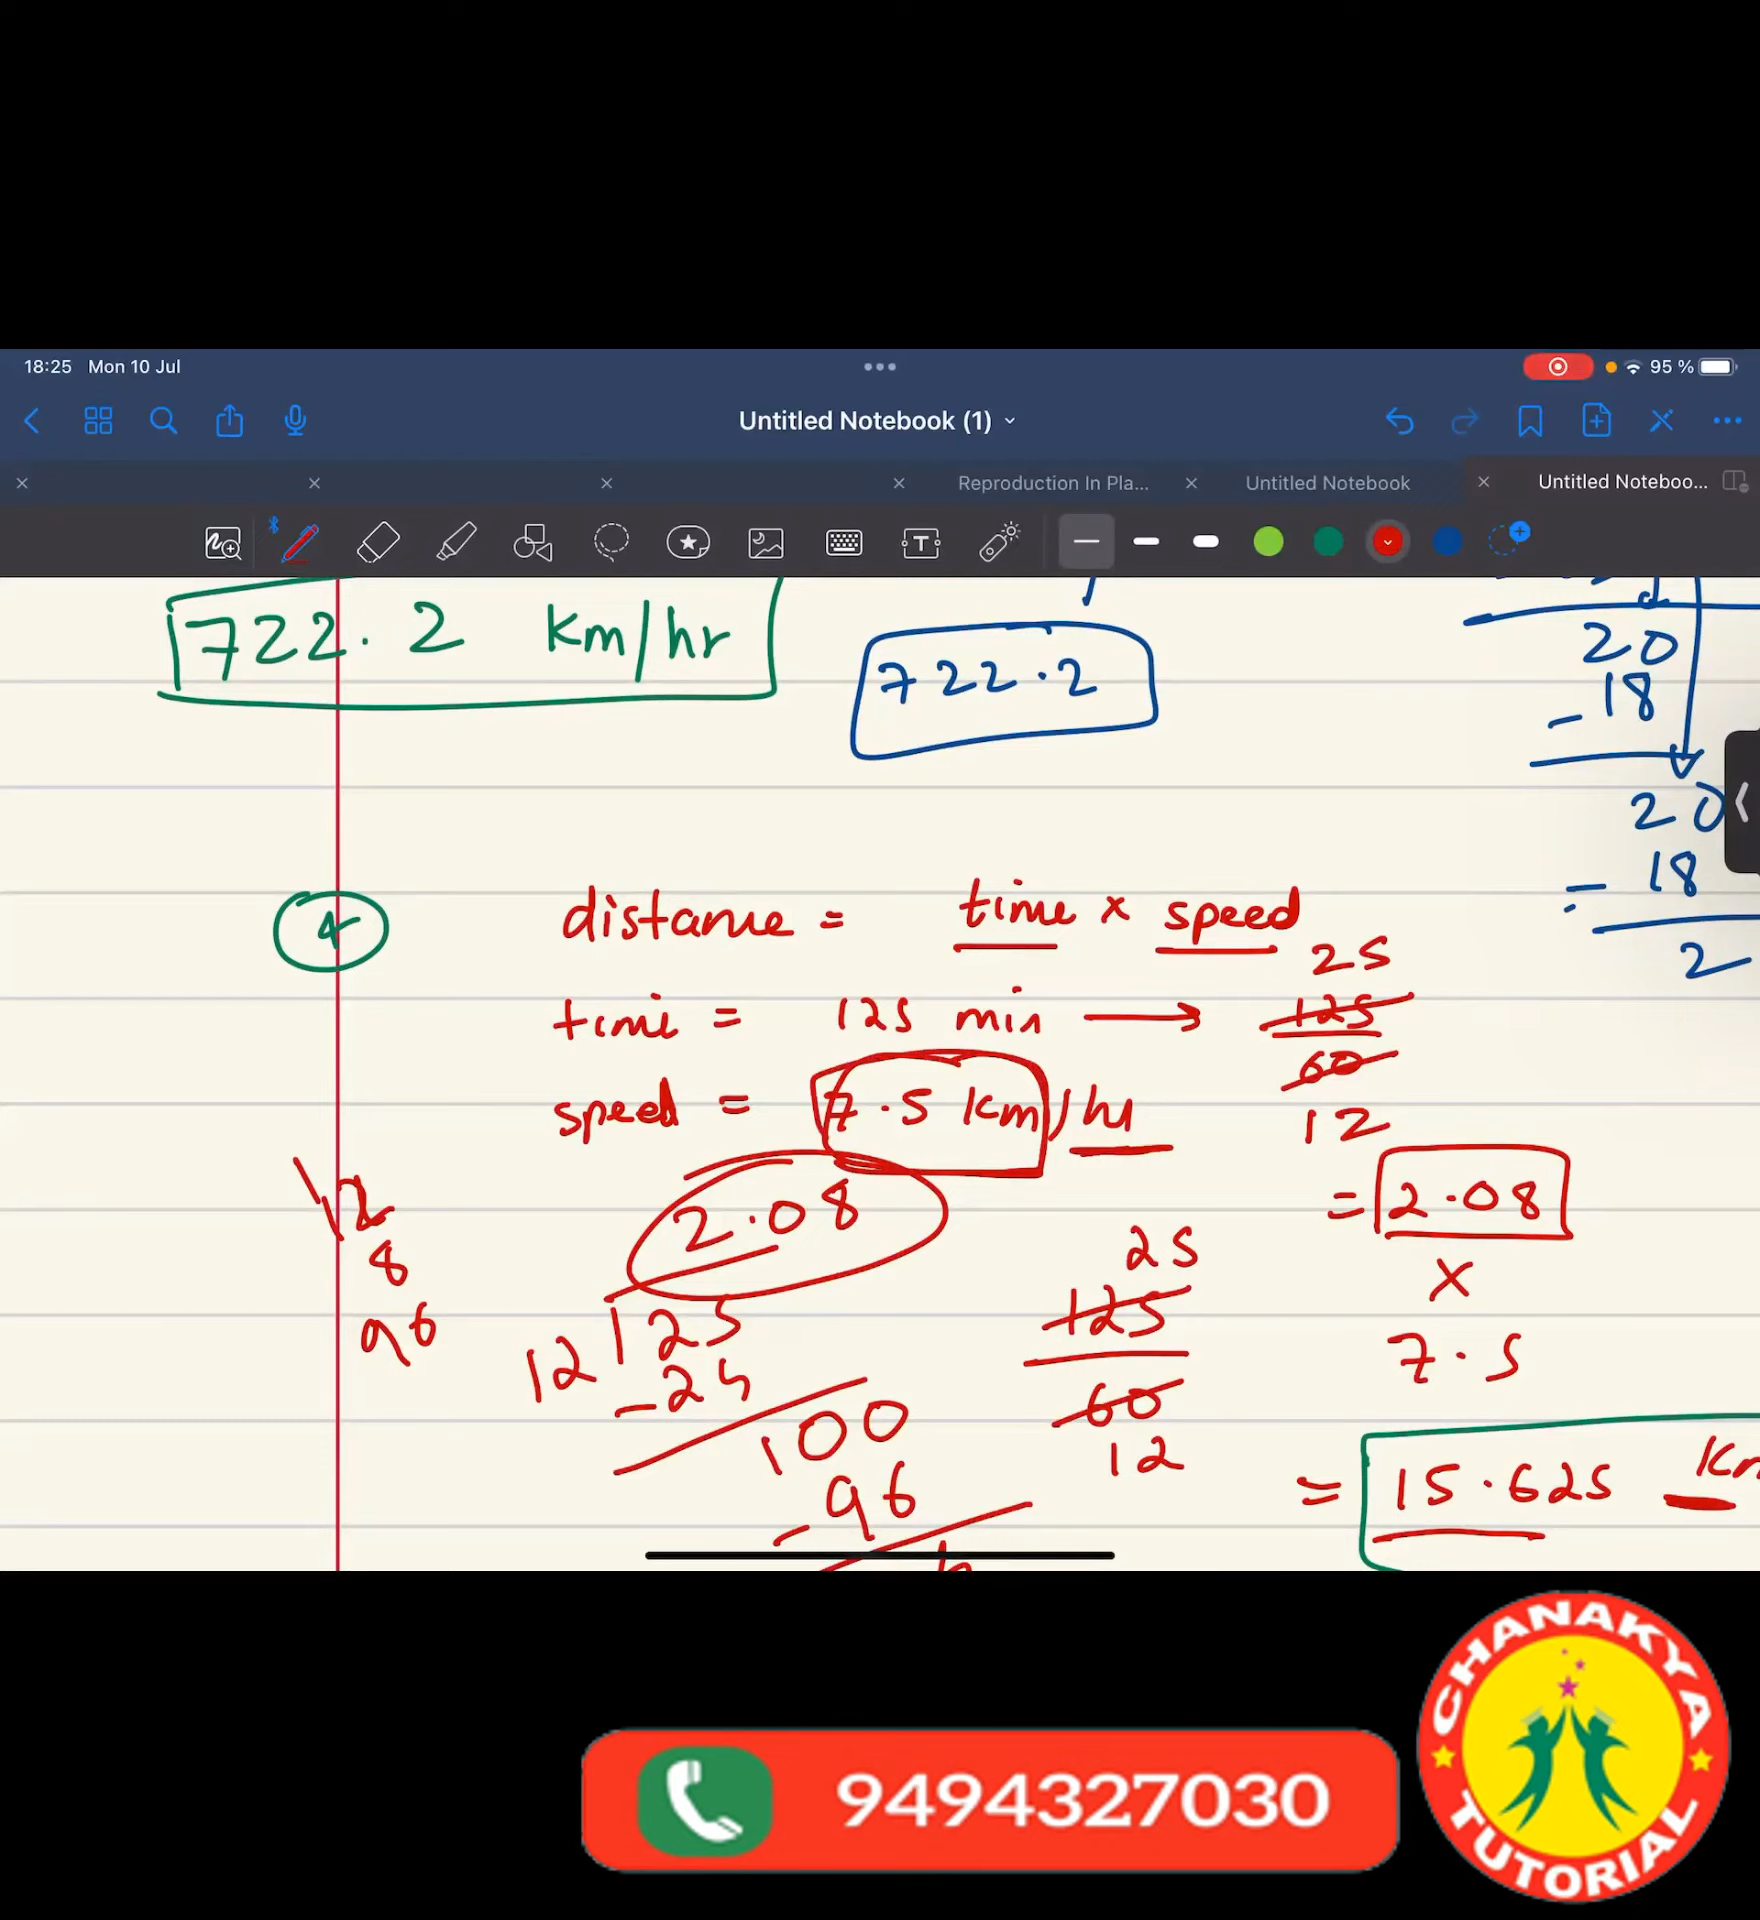 18:25 Mon 10 Jul
95 %
Untitled Notebook (1)
Reproduction In Pla...
Untitled Notebook
Untitled Noteboo...
T
722.2 km/hr
722.2
20
- 18
20
- 18
2
4
distance = time x speed
time = 125 min → 25
125
60
12
speed = 7.5 km/hr
= 2.08
x
7.5
= 15.625 Km
12
8
96
2.08
12 125
- 24
100
- 96
4
25
125
60
12
9494327030
CHANAKYA
TUTORIAL